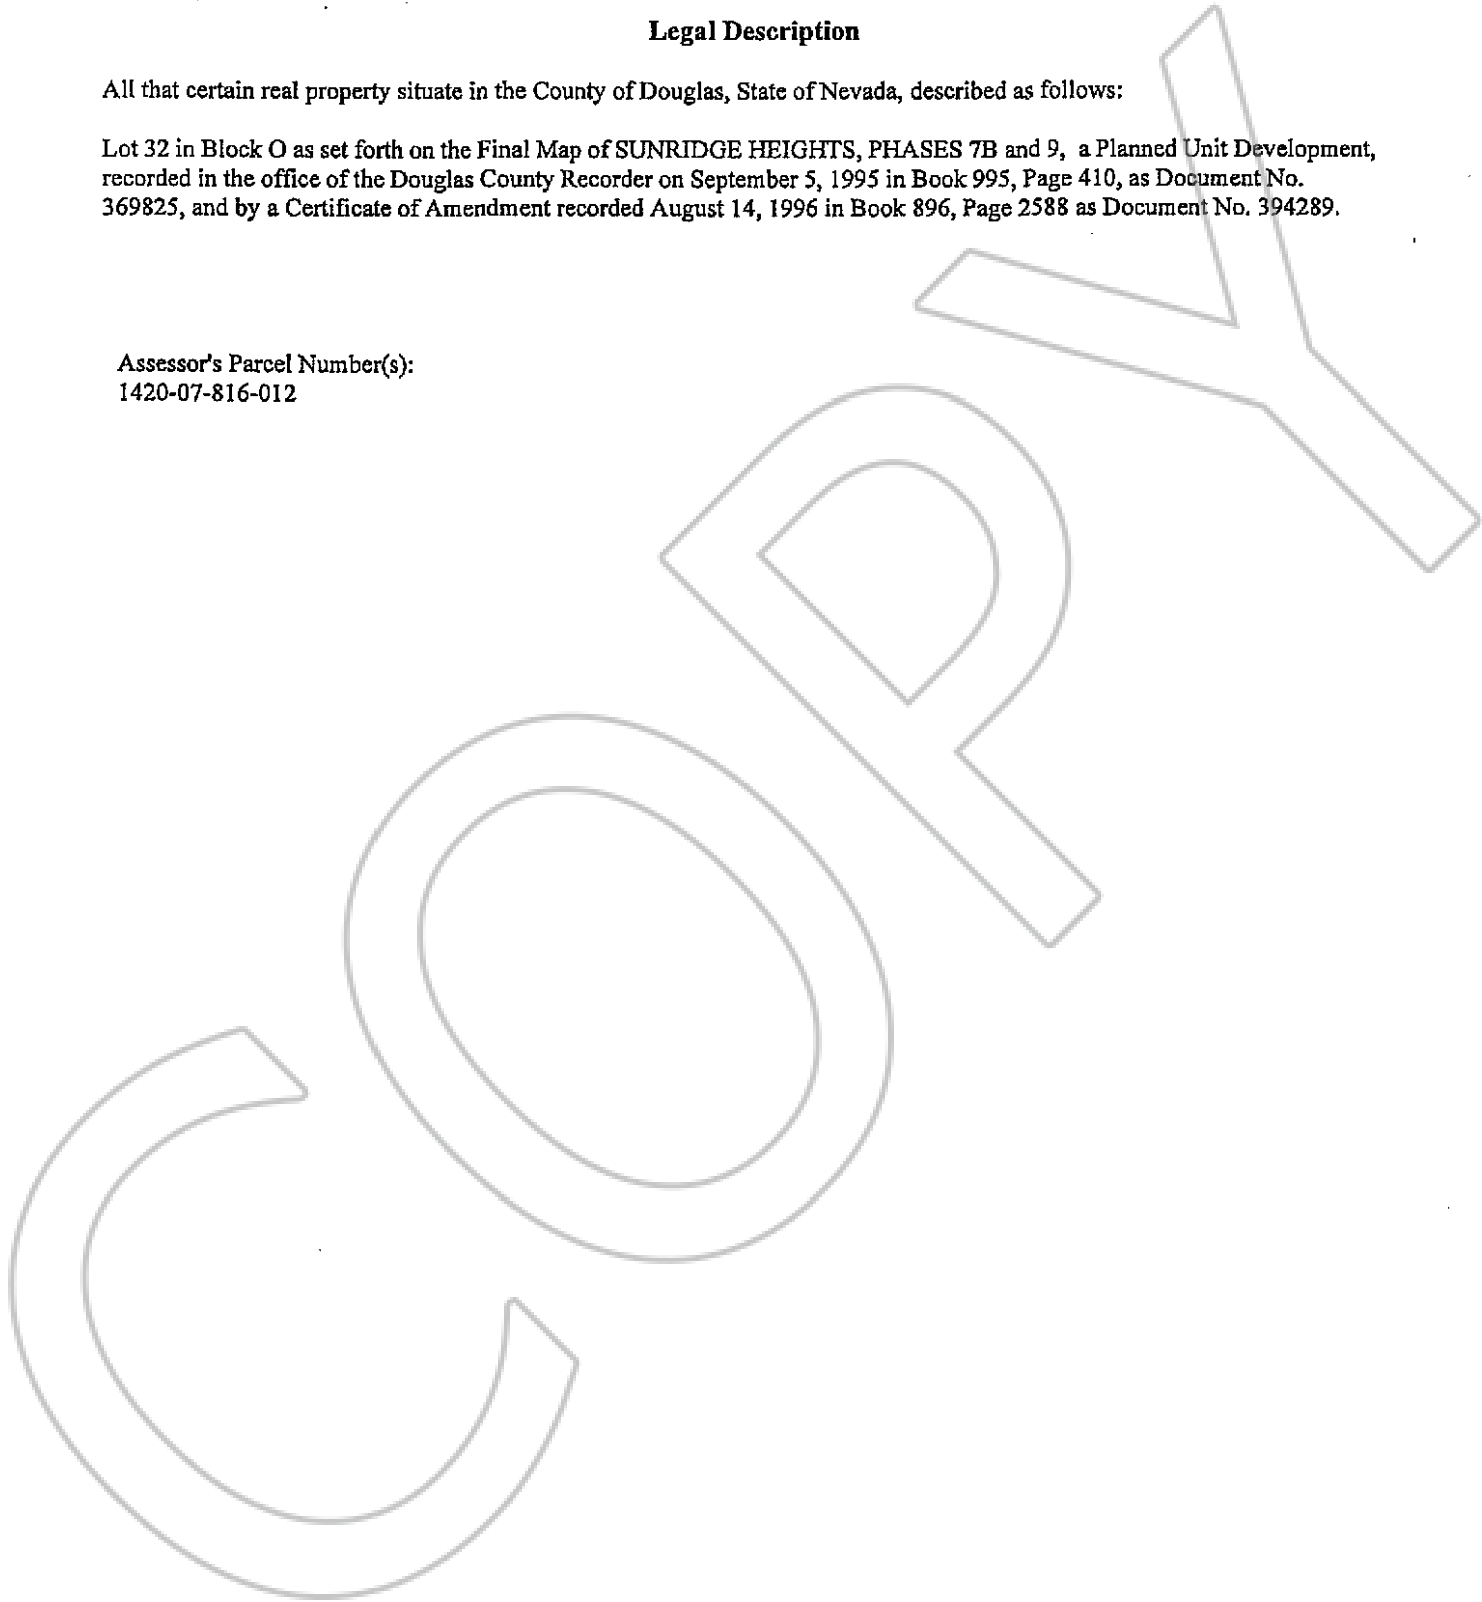 Legal Description
All that certain real property situate in the County of Douglas, State of Nevada, described as follows:
Lot 32 in Block O as set forth on the Final Map of SUNRIDGE HEIGHTS, PHASES 7B and 9, a Planned Unit Development,
recorded in the office of the Douglas County Recorder on September 5, 1995 in Book 995, Page 410, as Document No.
369825, and by a Certificate of Amendment recorded August 14, 1996 in Book 896, Page 2588 as Document No. 394289.
Assessor's Parcel Number(s):
1420-07-816-012
COPY